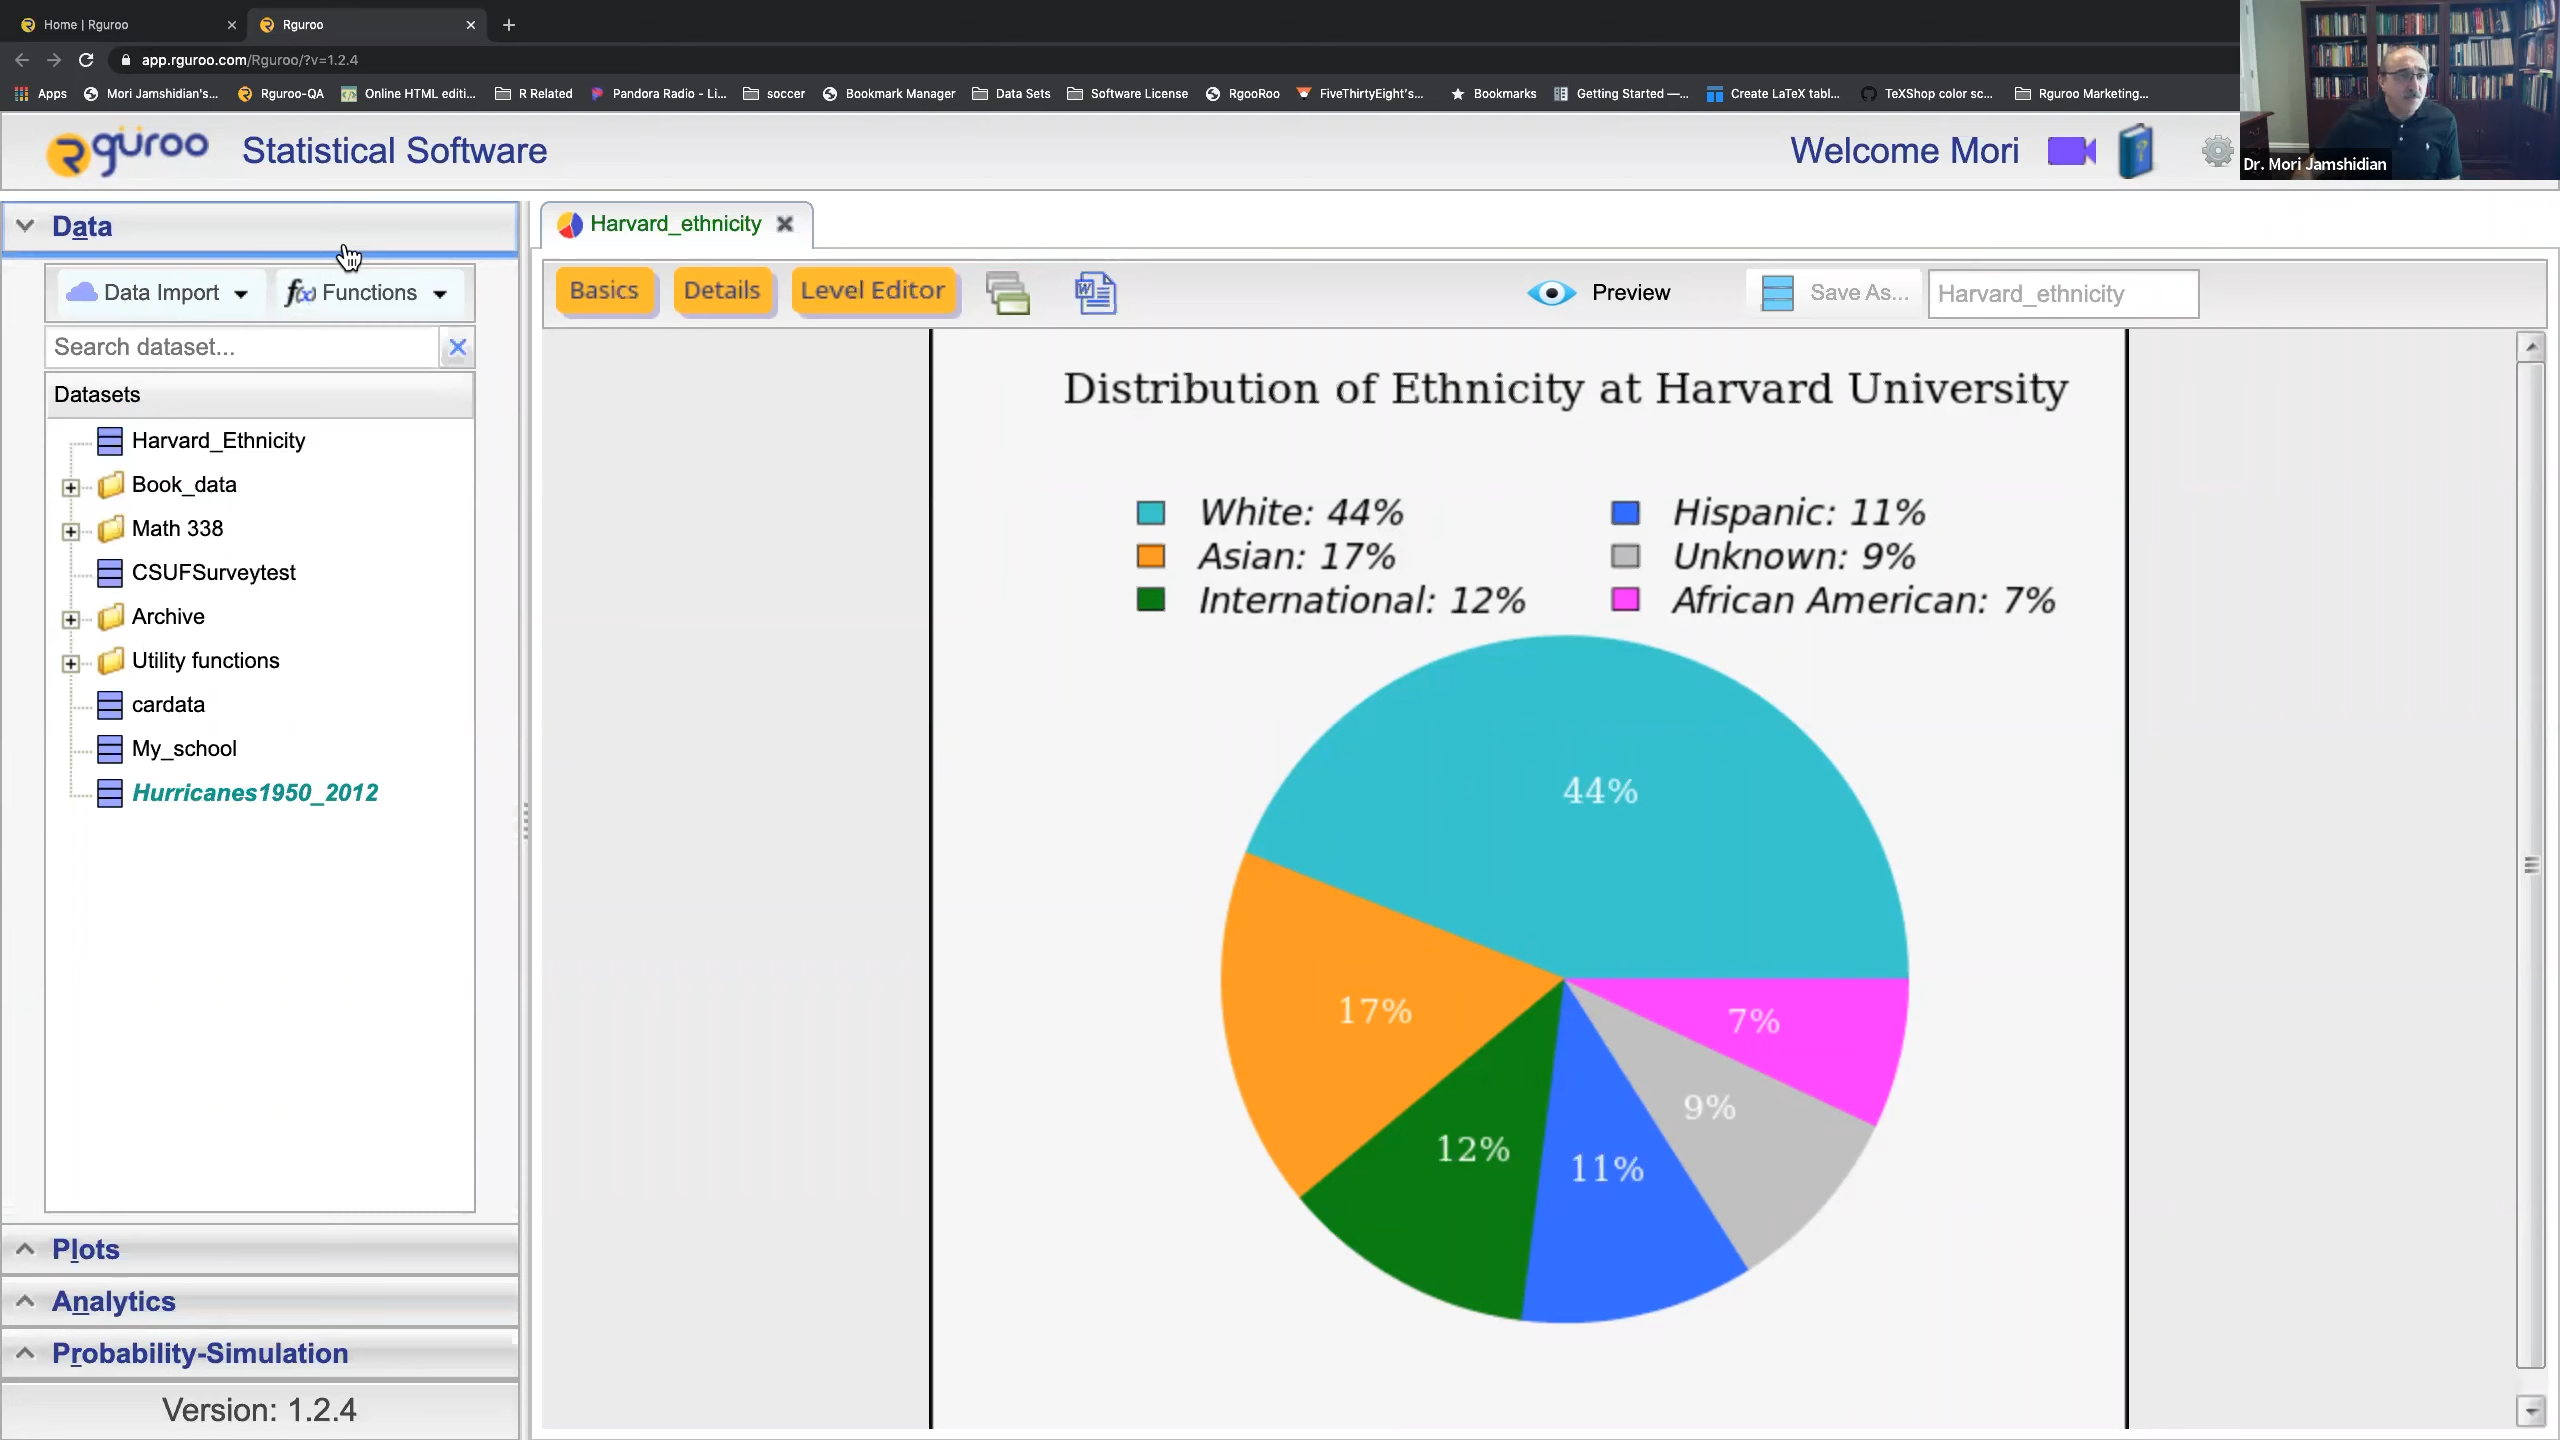 Home | Rguroo
Rguroo
app.rguroo.com/Rguroo/?v=1.2.4
Apps Mori Jamshidian's... Rguroo-QA Online HTML editi... R Related Pandora Radio - Li... soccer Bookmark Manager Data Sets Software License RgooRoo FiveThirtyEight's... Bookmarks Getting Started —... Create LaTeX tabl... TeXShop color sc... Rguroo Marketing...
rguroo Statistical Software Welcome Mori
Dr. Mori Jamshidian
Data
Data Import f(x) Functions
Search dataset...
Datasets
Harvard_Ethnicity
Book_data
Math 338
CSUFSurveytest
Archive
Utility functions
cardata
My_school
Hurricanes1950_2012
Plots
Analytics
Probability-Simulation
Version: 1.2.4
Harvard_ethnicity
Basics Details Level Editor W Preview Save As... Harvard_ethnicity
Distribution of Ethnicity at Harvard University
White: 44% Hispanic: 11%
Asian: 17% Unknown: 9%
International: 12% African American: 7%
44%
17%
7%
9%
12%
11%